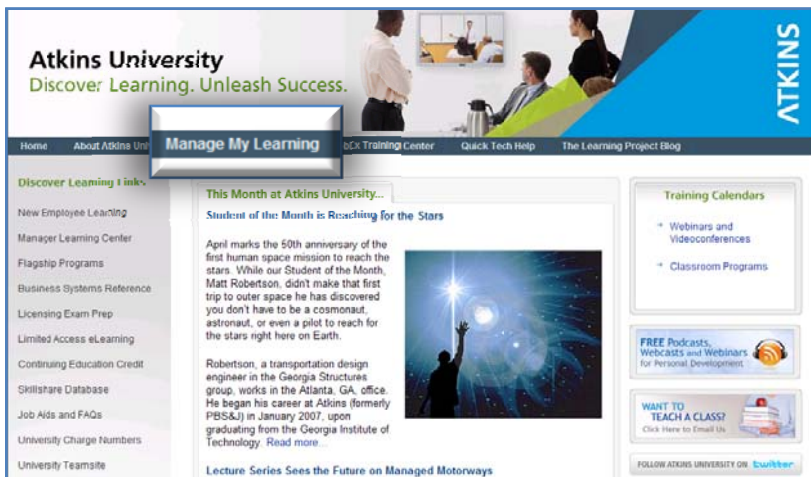 Atkins University
Discover Learning. Unleash Success.
ATKINS
Home
About Atkins Uni
Manage My Learning
Training Center
Quick Tech Help
The Learning Project Blog
Discover Learning Links
New Employee Learning
Manager Learning Center
Flagship Programs
Business Systems Reference
Licensing Exam Prep
Limited Access eLearning
Continuing Education Credit
Skillshare Database
Job Aids and FAQs
University Charge Numbers
University Teamsite
This Month at Atkins University...
Student of the Month is Reaching for the Stars
April marks the 50th anniversary of the
first human space mission to reach the
stars. While our Student of the Month,
Matt Robertson, didn't make that first
trip to outer space he has discovered
you don't have to be a cosmonaut,
astronaut, or even a pilot to reach for
the stars right here on Earth.
Robertson, a transportation design
engineer in the Georgia Structures
group, works in the Atlanta, GA, office.
He began his career at Atkins (formerly
PBS&J) in January 2007, upon
graduating from the Georgia Institute of
Technology. Read more...
Lecture Series Sees the Future on Managed Motorways
Training Calendars
Webinars and
Videoconferences
Classroom Programs
FREE Podcasts,
Webcasts and Webinars
for Personal Development
WANT TO
TEACH A CLASS?
Click Here to Email Us
FOLLOW ATKINS UNIVERSITY ON twitter